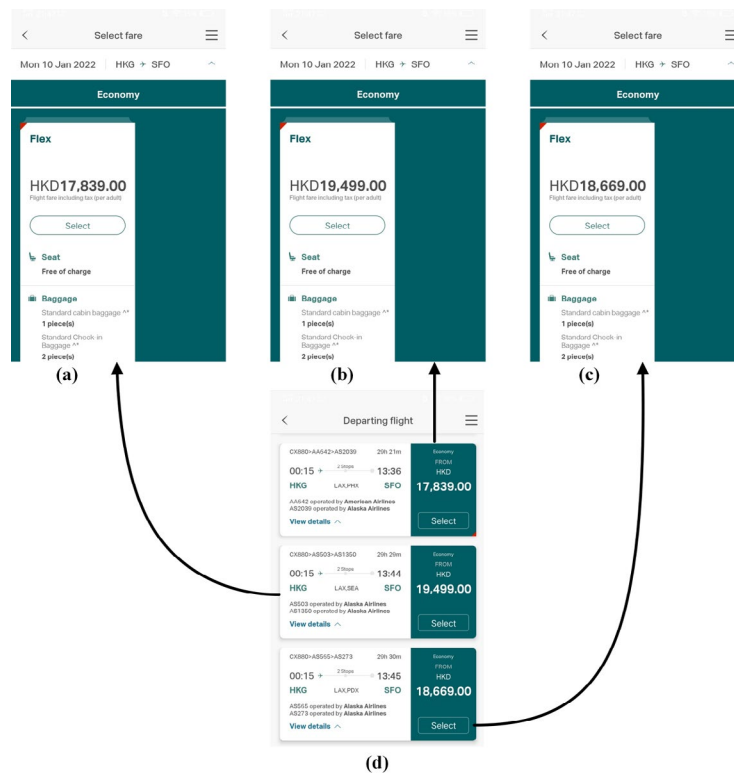 Select fare
Mon 10 Jan 2022 HKG SFO
Economy
Flex
HKD17,839.00
Flight fare including tax (per adult)
Select
Seat
Free of charge
Baggage
Standard cabin baggage ^*
1 piece(s)
Standard Check in
Baggage ^*
2 piece(s)
(a)
Select fare
Mon 10 Jan 2022 HKG SFO
Economy
Flex
HKD19,499.00
Flight fare including tax (per adult)
Select
Seat
Free of charge
Baggage
Standard cabin baggage ^*
1 piece(s)
Standard Check in
Baggage ^*
2 piece(s)
(b)
Select fare
Mon 10 Jan 2022 HKG SFO
Economy
Flex
HKD18,669.00
Flight fare including tax (per adult)
Select
Seat
Free of charge
Baggage
Standard cabin baggage ^*
1 piece(s)
Standard Check in
Baggage ^*
2 piece(s)
(c)
Departing flight
CX880>AA642>AS2039 29h 21m
Economy
2 Stops
FROM
00:15 13:36
HKD
HKG LAX,PHX SFO
17,839.00
AA642 operated by American Airlines
AS2039 operated by Alaska Airlines
View details
Select
CX880>AS503>AS1350 29h 29m
Economy
2 Stops
FROM
00:15 13:44
HKD
HKG LAX,SEA SFO
19,499.00
AS503 operated by Alaska Airlines
AS1350 operated by Alaska Airlines
View details
Select
CX880>AS565>AS273 29h 30m
Economy
2 Stops
FROM
00:15 13:45
HKD
HKG LAX,PDX SFO
18,669.00
AS565 operated by Alaska Airlines
AS273 operated by Alaska Airlines
View details
Select
(d)